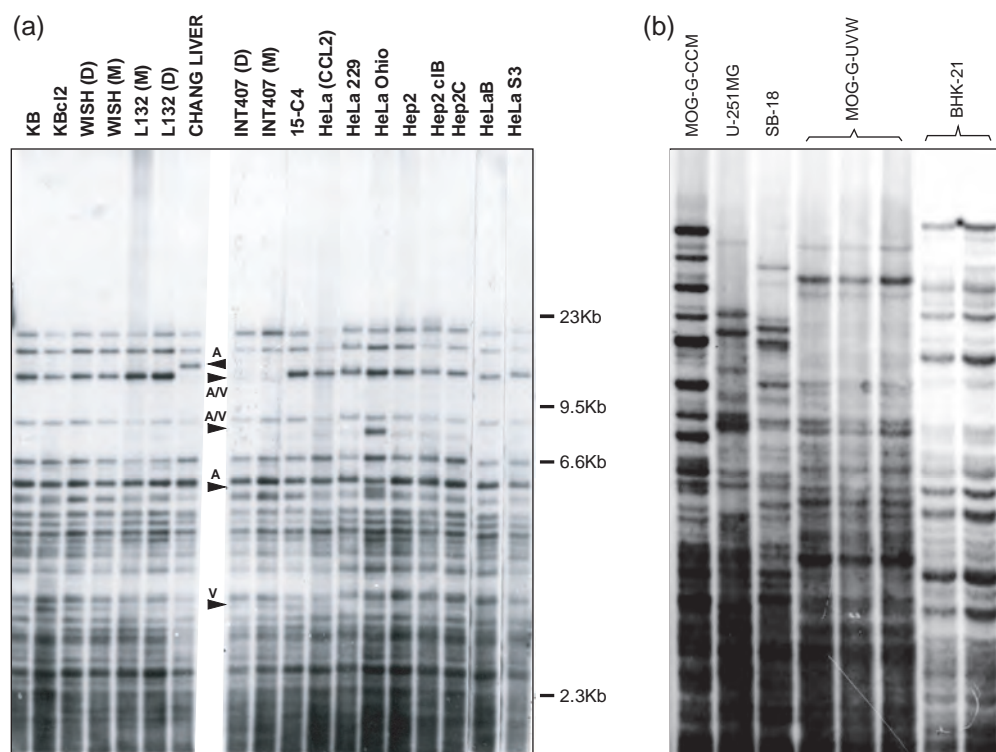 (a)
KB
KBcl2
WISH (D)
WISH (M)
L132 (M)
L132 (D)
CHANG LIVER
INT407 (D)
INT407 (M)
15-C4
HeLa (CCL2)
HeLa 229
HeLa Ohio
Hep2
Hep2 clB
Hep2C
HeLaB
HeLa S3
A
A/V
A/V
A
V
23Kb
9.5Kb
6.6Kb
2.3Kb
(b)
MOG-G-CCM
U-251MG
SB-18
MOG-G-UVW
BHK-21